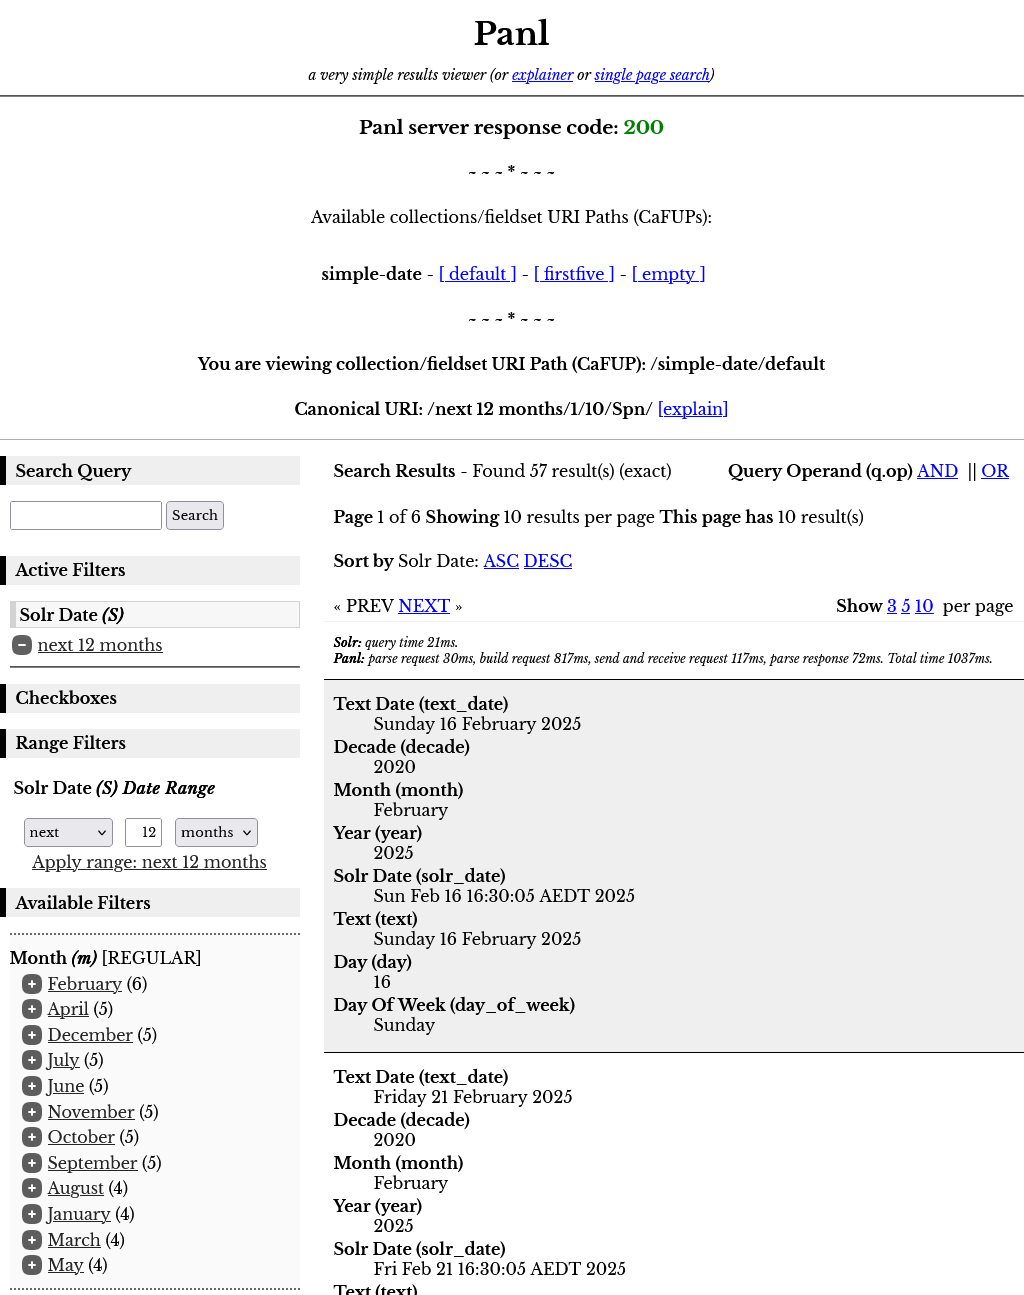 Panl
a very simple results viewer (or explainer or single page search)
Panl server response code: 200
~ ~ ~ * ~ ~ ~
Available collections/fieldset URI Paths (CaFUPs):
simple-date - [ default ] - [ firstfive ] - [ empty ]
~ ~ ~ * ~ ~ ~
You are viewing collection/fieldset URI Path (CaFUP): /simple-date/default
Canonical URI: /next 12 months/1/10/Spn/ [explain]
Search Query
Search
Active Filters
Solr Date (S)
next 12 months
Checkboxes
Range Filters
Solr Date (S) Date Range
next 12 months
Apply range: next 12 months
Available Filters
Month (m) [REGULAR]
February (6)
April (5)
December (5)
July (5)
June (5)
November (5)
October (5)
September (5)
August (4)
January (4)
March (4)
May (4)
Search Results - Found 57 result(s) (exact) Query Operand (q.op) AND || OR
Page 1 of 6 Showing 10 results per page This page has 10 result(s)
Sort by Solr Date: ASC DESC
« PREV NEXT » Show 3 5 10 per page
Solr: query time 21ms.
Panl: parse request 30ms, build request 817ms, send and receive request 117ms, parse response 72ms. Total time 1037ms.
Text Date (text_date)
Sunday 16 February 2025
Decade (decade)
2020
Month (month)
February
Year (year)
2025
Solr Date (solr_date)
Sun Feb 16 16:30:05 AEDT 2025
Text (text)
Sunday 16 February 2025
Day (day)
16
Day Of Week (day_of_week)
Sunday
Text Date (text_date)
Friday 21 February 2025
Decade (decade)
2020
Month (month)
February
Year (year)
2025
Solr Date (solr_date)
Fri Feb 21 16:30:05 AEDT 2025
Text (text)